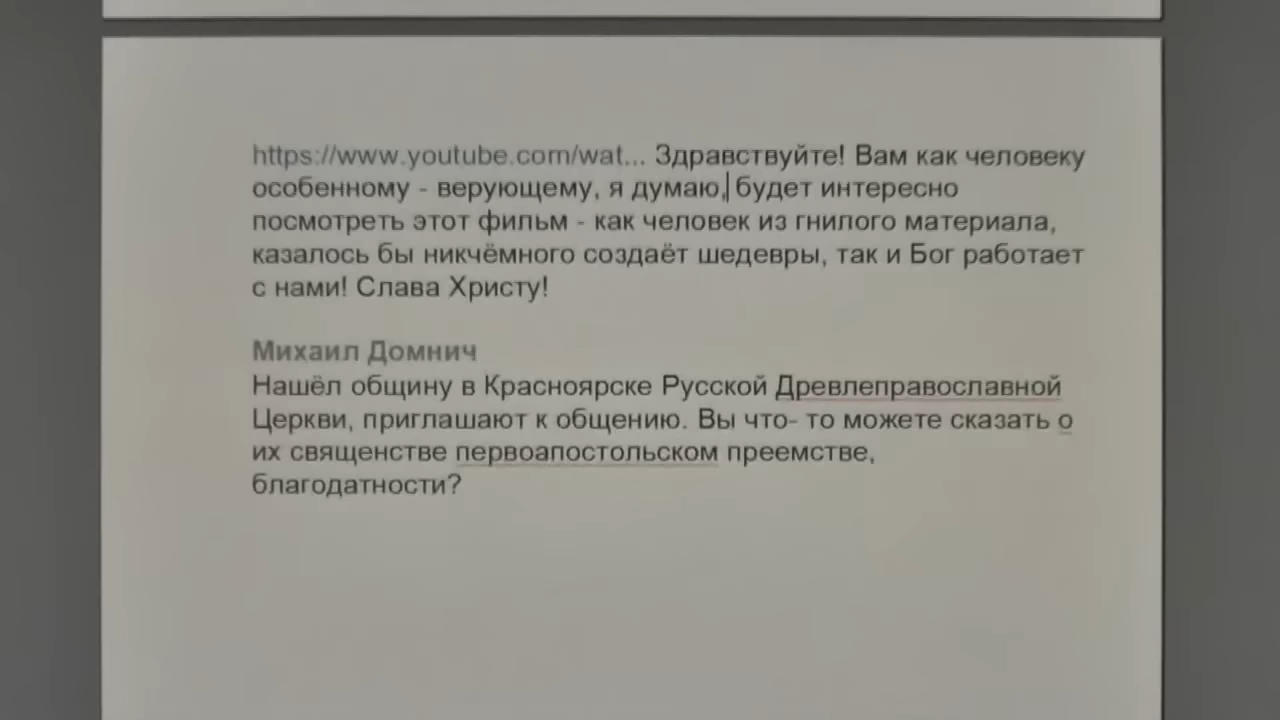 https://www.youtube.com/wat... Здравствуйте! Вам как человеку
особенному - верующему, я думаю, будет интересно
посмотреть этот фильм - как человек из гнилого материала,
казалось бы никчёмного создаёт шедевры, так и Бог работает
с нами! Слава Христу!
Михаил Домнич
Нашёл общину в Красноярске Русской Древлеправославной
Церкви, приглашают к общению. Вы что- то можете сказать о
их священстве первоапостольском преемстве,
благодатности?